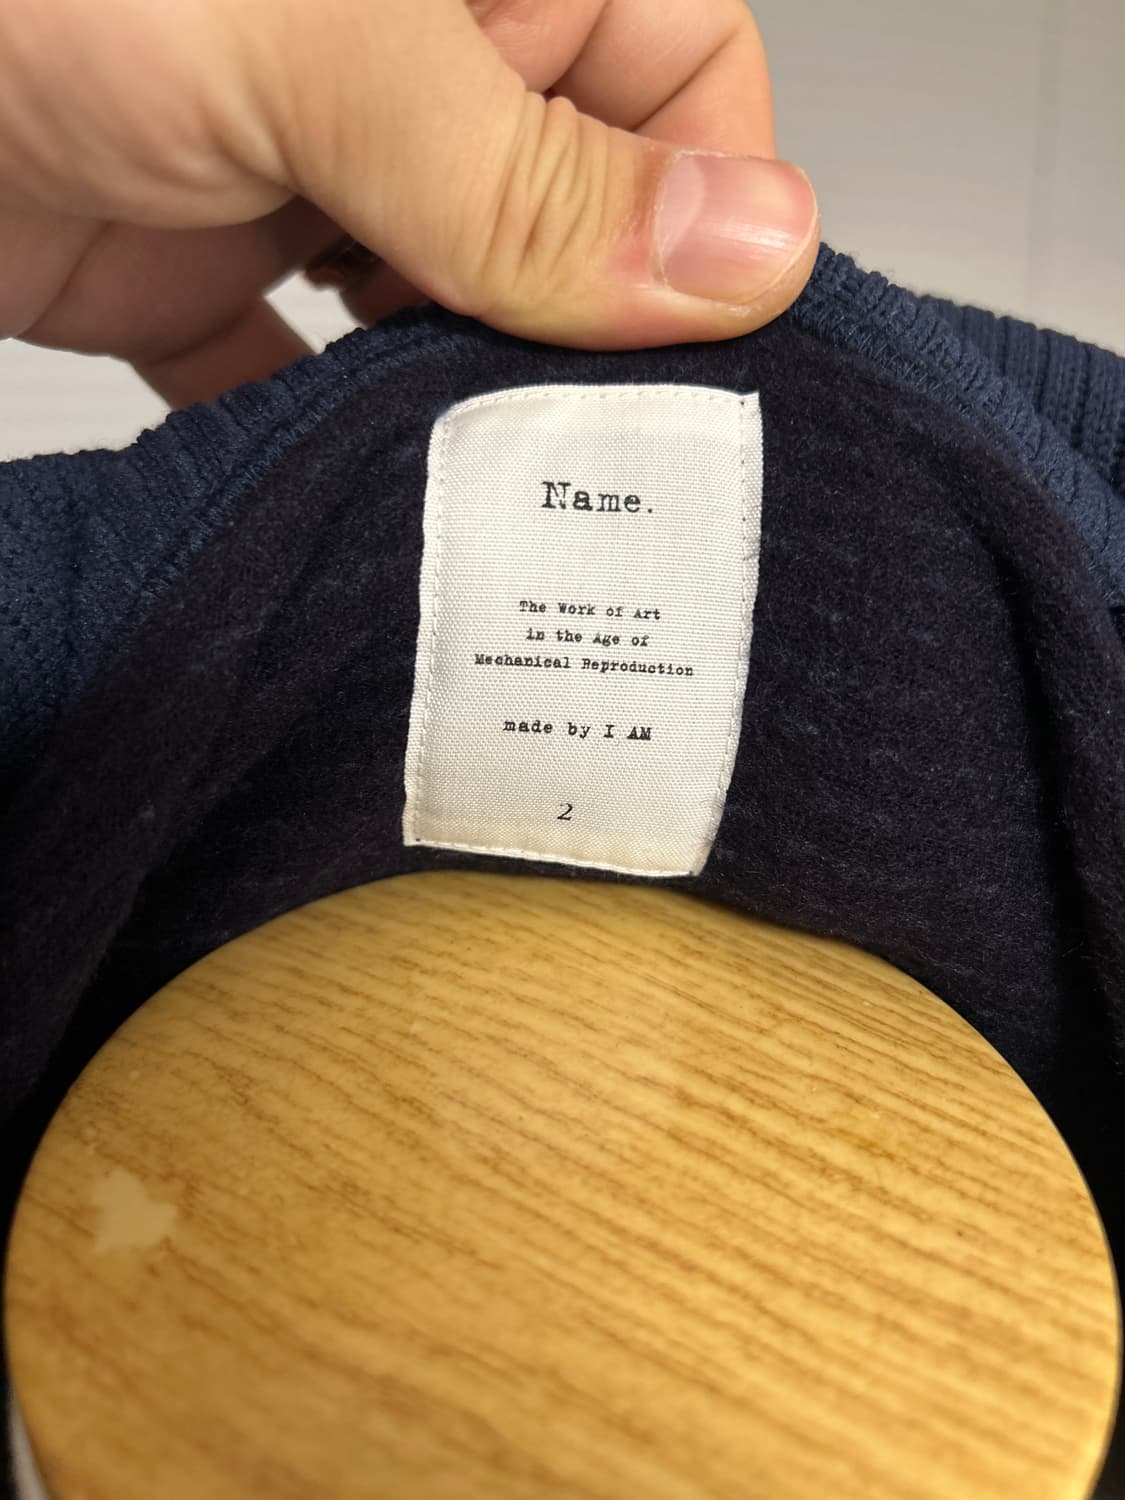 Name.
The Work of Art
in the Age of
Mechanical Reproduction
made by I AM
2